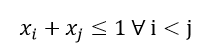 xᵢ + xⱼ ≤ 1 ∀ i < j